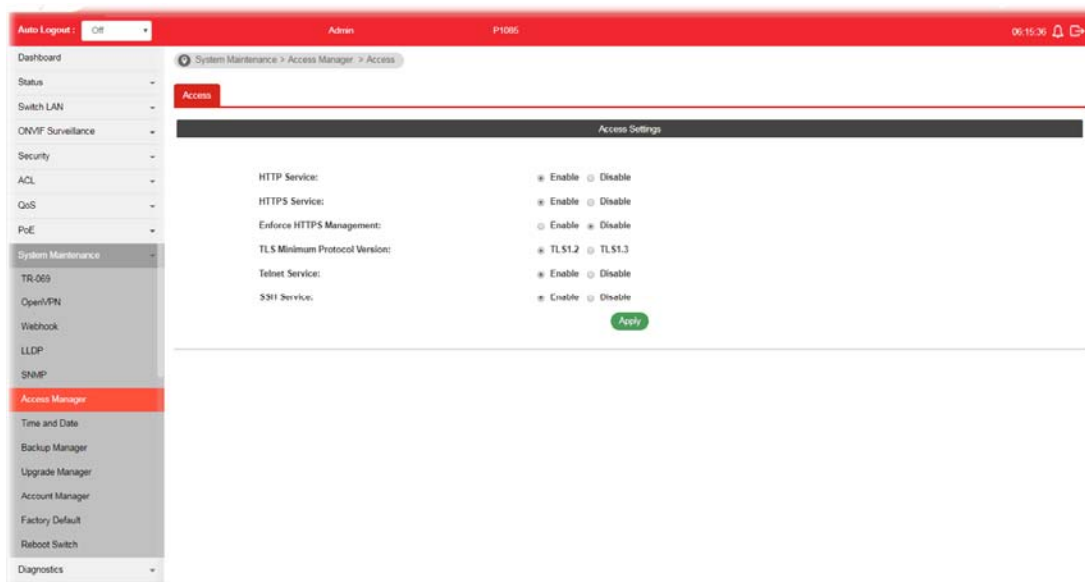 Auto Logout : Off Admin P1085 06:15:36
Dashboard
System Maintenance > Access Manager > Access
Status
Access
Switch LAN
ONVIF Surveillance
Access Settings
Security
ACL
HTTP Service: Enable Disable
QoS
HTTPS Service: Enable Disable
PoE
Enforce HTTPS Management: Enable Disable
System Maintenance
TLS Minimum Protocol Version: TLS1.2 TLS1.3
TR-069
Telnet Service: Enable Disable
OpenVPN
SSH Service: Enable Disable
Webhook
Apply
LLDP
SNMP
Access Manager
Time and Date
Backup Manager
Upgrade Manager
Account Manager
Factory Default
Reboot Switch
Diagnostics